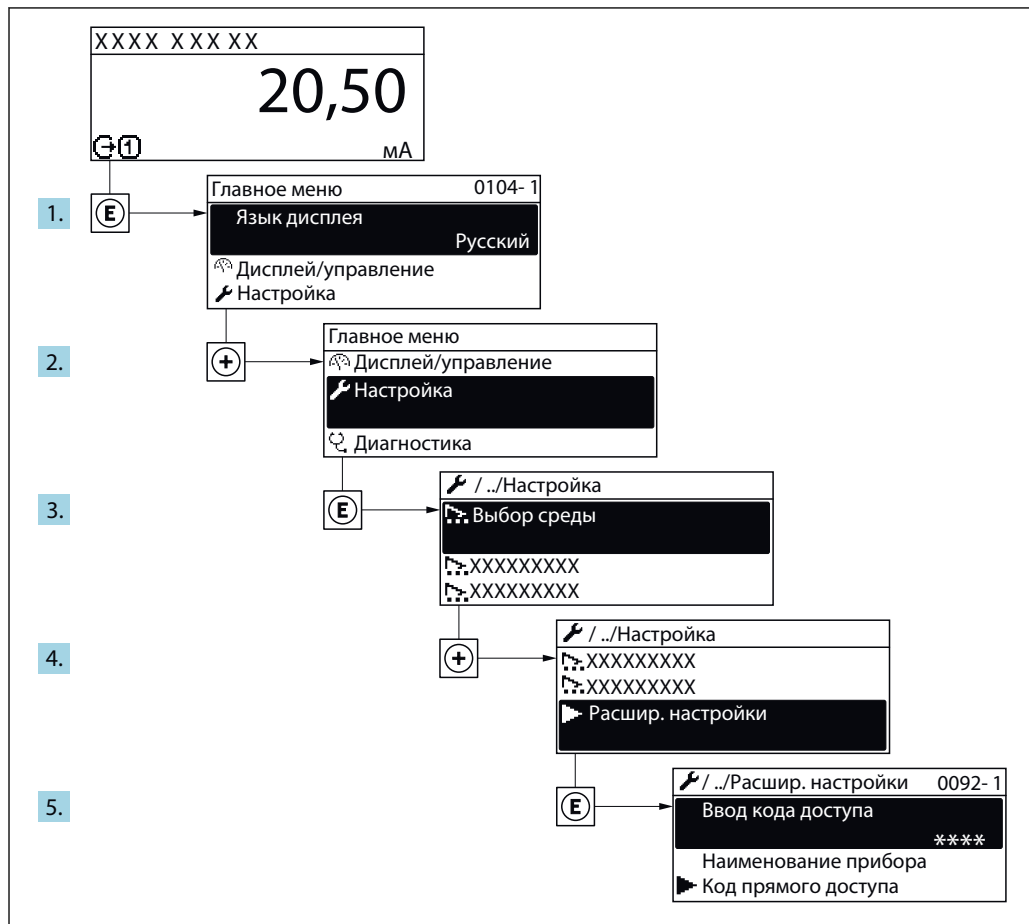 XXXX XXX XX
20,50
мА
1.
E
Главное меню 0104-1
Язык дисплея
Русский
Дисплей/управление
Настройка
2.
+
Главное меню
Дисплей/управление
Настройка
Диагностика
3.
E
/ ../Настройка
Выбор среды
XXXXXXXXX
XXXXXXXXX
4.
+
/ ../Настройка
XXXXXXXXX
XXXXXXXXX
Расшир. настройки
5.
E
/ ../Расшир. настройки 0092-1
Ввод кода доступа
****
Наименование прибора
Код прямого доступа